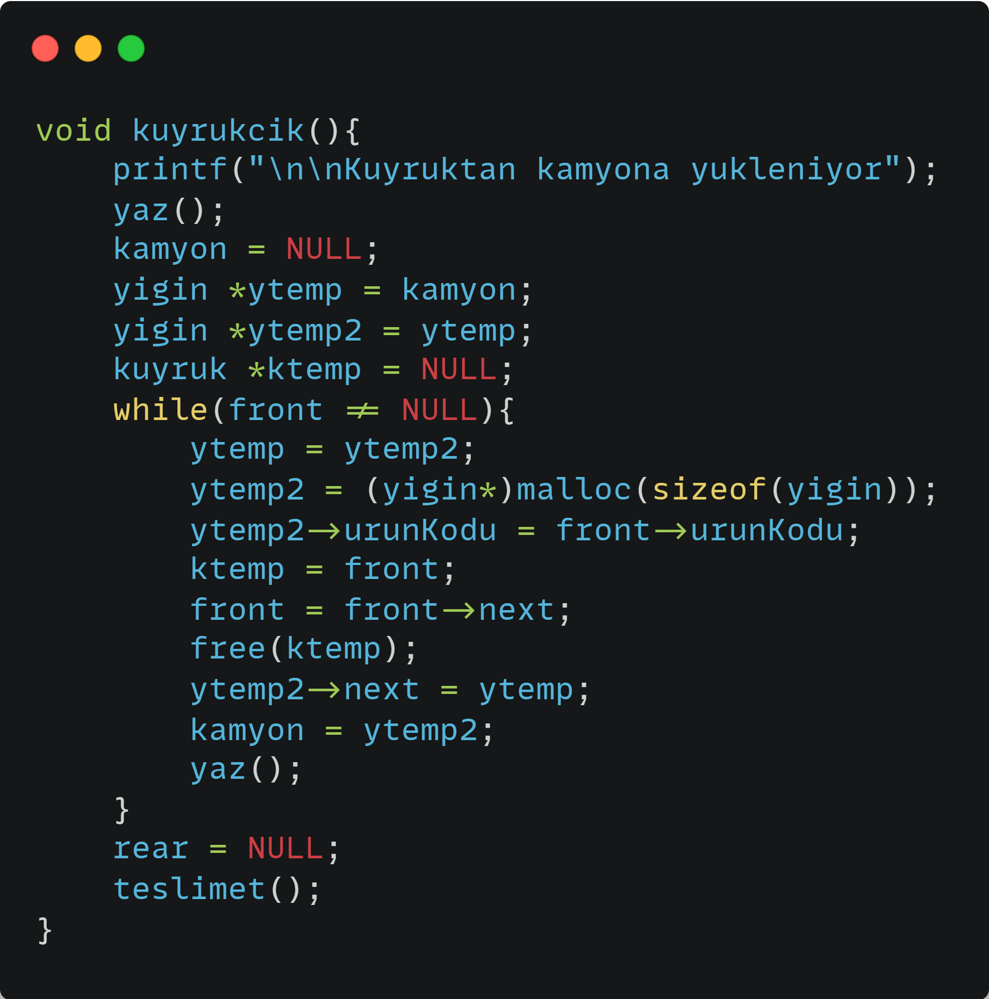 void kuyrukcik(){
    printf("\n\nKuyruktan kamyona yukleniyor");
    yaz();
    kamyon = NULL;
    yigin *ytemp = kamyon;
    yigin *ytemp2 = ytemp;
    kuyruk *ktemp = NULL;
    while(front != NULL){
        ytemp = ytemp2;
        ytemp2 = (yigin*)malloc(sizeof(yigin));
        ytemp2->urunKodu = front->urunKodu;
        ktemp = front;
        front = front->next;
        free(ktemp);
        ytemp2->next = ytemp;
        kamyon = ytemp2;
        yaz();
    }
    rear = NULL;
    teslimet();
}